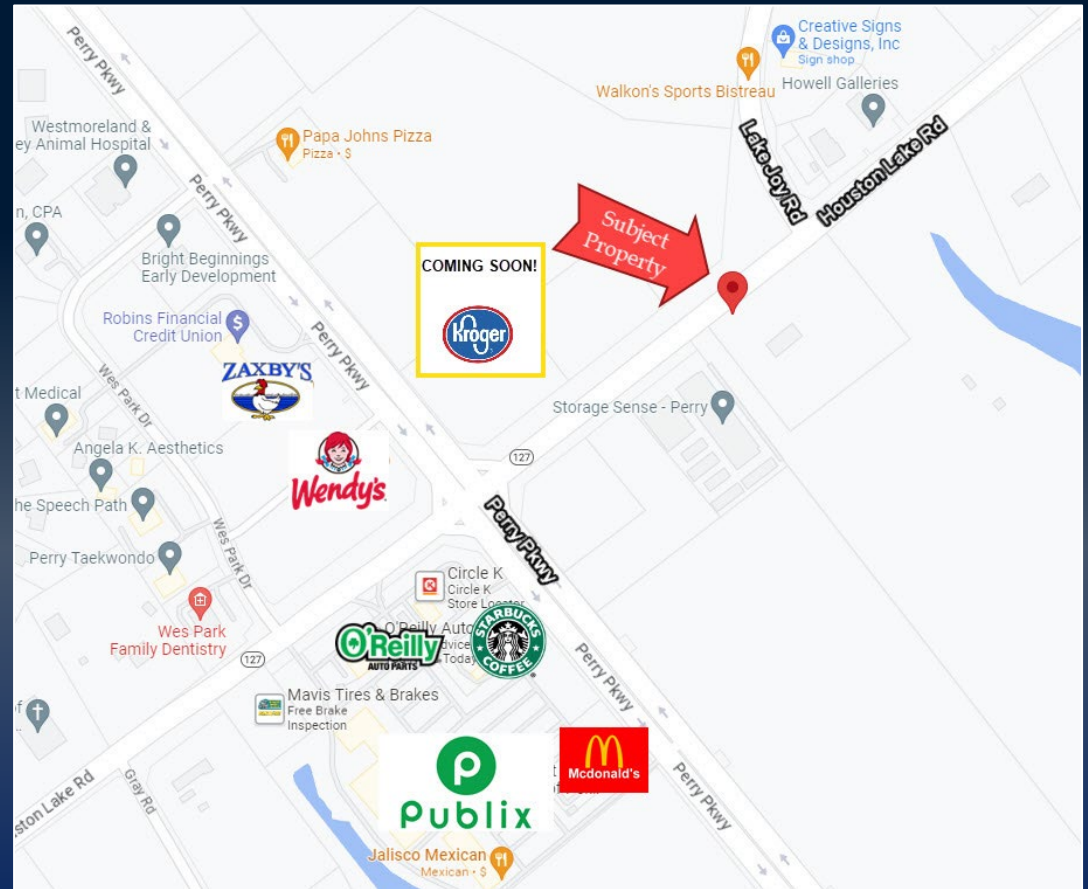 Perry Pkwy
Creative Signs
& Designs, Inc
Sign shop
Walkon's Sports Bistreau
Howell Galleries
Westmoreland &
ey Animal Hospital
Papa Johns Pizza
Pizza • $
Lake Joy Rd
Houston Lake Rd
Perry Pkwy
n, CPA
Subject
Property
Bright Beginnings
Early Development
COMING SOON!
Kroger
Perry Pkwy
Robins Financial
Credit Union
ZAXBY'S
t Medical
Wes Park Dr
Storage Sense - Perry
Angela K. Aesthetics
127
Wendy's
he Speech Path
Perry Pkwy
Wes Park Dr
Perry Taekwondo
Circle K
Circle K
Store Locator
Wes Park
Family Dentistry
127
O'Reilly Auto
O'Reilly
AUTO PARTS
Today
STARBUCKS
COFFEE
Perry Pkwy
Mavis Tires & Brakes
Free Brake
Inspection
of
Mcdonald's
Publix
Perry Pkwy
ston Lake Rd
Gray Rd
Jalisco Mexican
Mexican • $